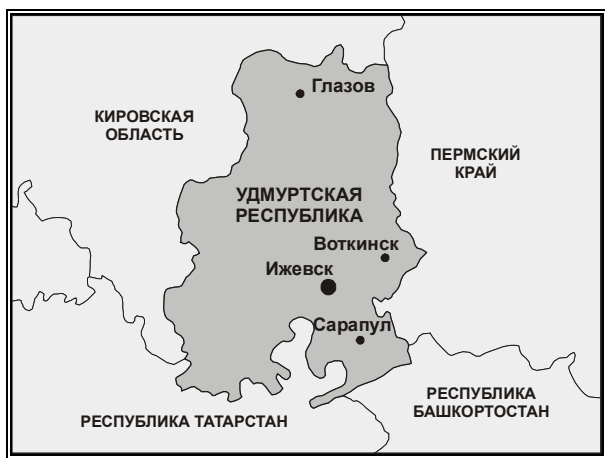 Глазов
КИРОВСКАЯ
ОБЛАСТЬ
ПЕРМСКИЙ
КРАЙ
УДМУРТСКАЯ
РЕСПУБЛИКА
Воткинск
Ижевск
Сарапул
РЕСПУБЛИКА ТАТАРСТАН
РЕСПУБЛИКА
БАШКОРТОСТАН